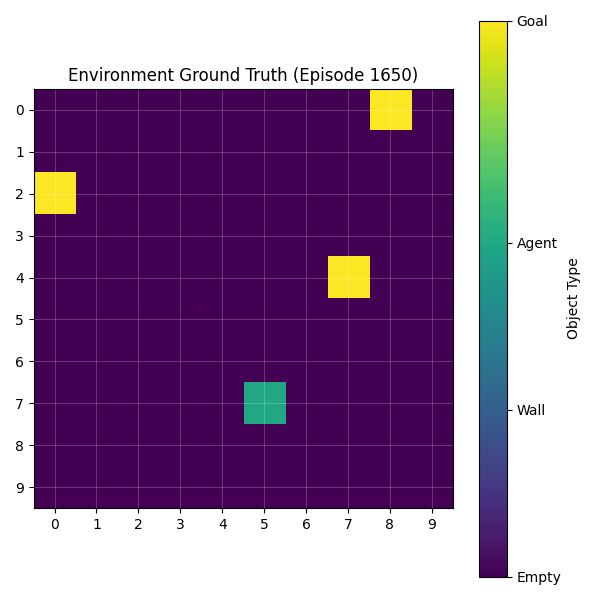 Environment Ground Truth (Episode 1650)
0
1
2
3
4
5
6
7
8
9
0 1 2 3 4 5 6 7 8 9
Goal
Agent
Wall
Empty
Object Type